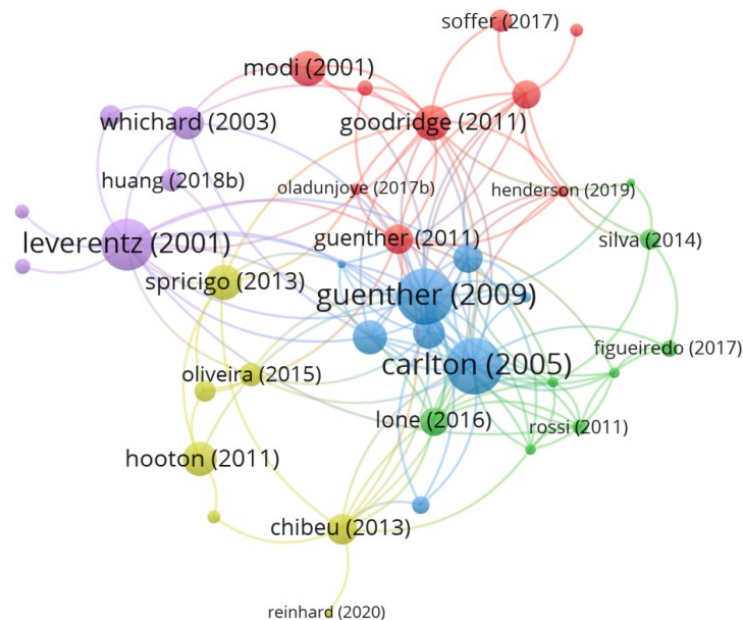 soffer (2017)
modi (2001)
whichard (2003)
goodridge (2011)
huang (2018b)
oladunjoye (2017b)
henderson (2019)
leverentz (2001)
guenther (2011)
silva (2014)
spricigo (2013)
guenther (2009)
figueiredo (2017)
oliveira (2015)
carlton (2005)
lone (2016)
rossi (2011)
hooton (2011)
chibeu (2013)
reinhard (2020)